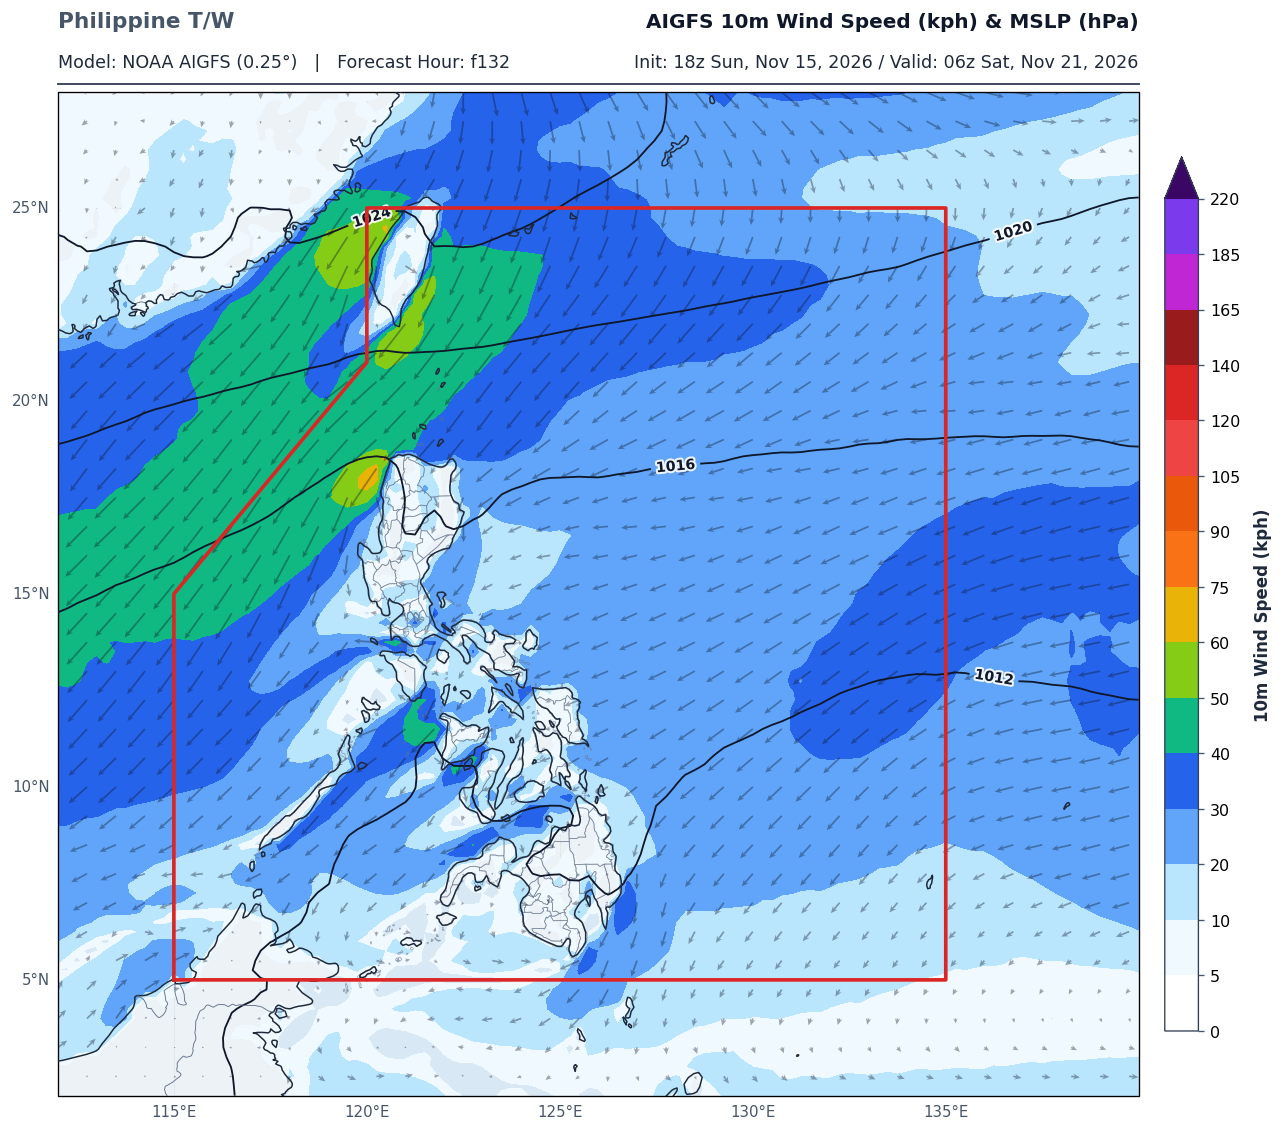 Philippine T/W
AIGFS 10m Wind Speed (kph) & MSLP (hPa)
Model: NOAA AIGFS (0.25°)   |   Forecast Hour: f132
Init: 18z Sun, Nov 15, 2026 / Valid: 06z Sat, Nov 21, 2026
25°N
20°N
15°N
10°N
5°N
1024
1020
1016
1012
115°E
120°E
125°E
130°E
135°E
220
185
165
140
120
105
90
75
60
50
40
30
20
10
5
0
10m Wind Speed (kph)